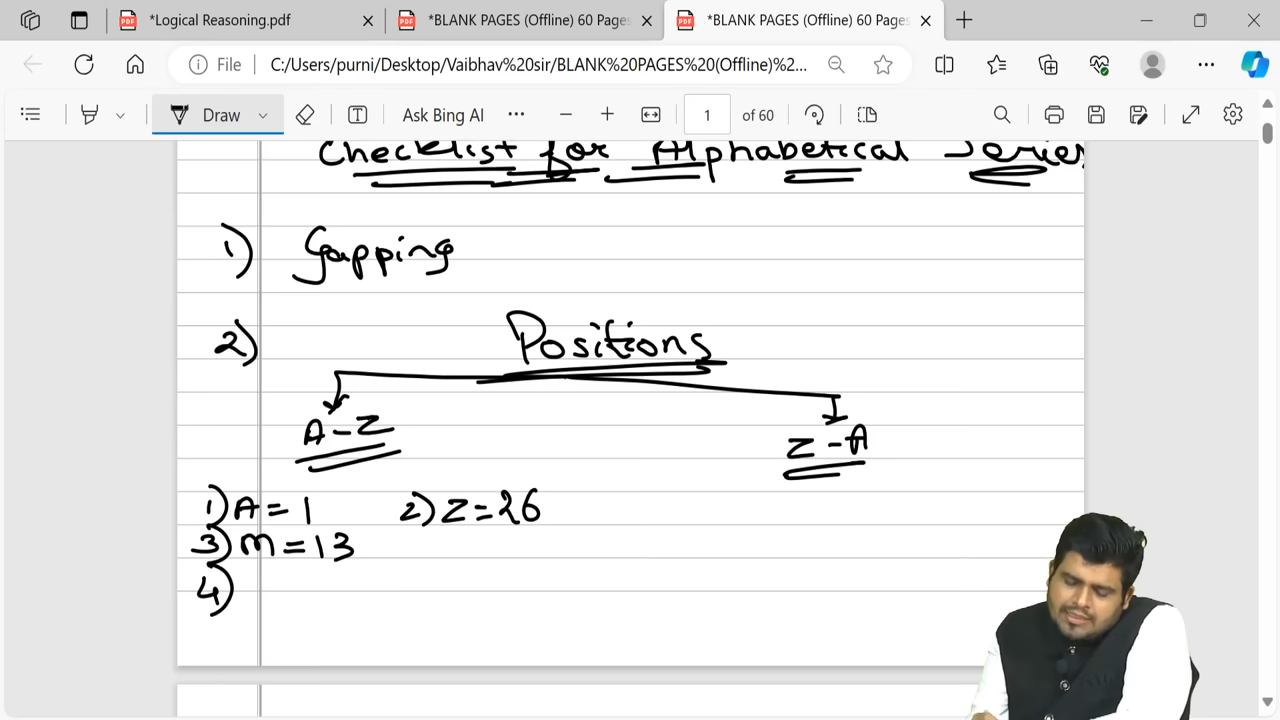 *Logical Reasoning.pdf
*BLANK PAGES (Offline) 60 Pages
*BLANK PAGES (Offline) 60 Pages
File C:/Users/purni/Desktop/Vaibhav%20sir/BLANK%20PAGES%20(Offline)%2...
Draw Ask Bing AI 1 of 60
Checklist for Alphabetical Series
1) Gapping
2) Positions
A-Z Z-A
1) A = 1 2) Z = 26
3) m = 13
4)